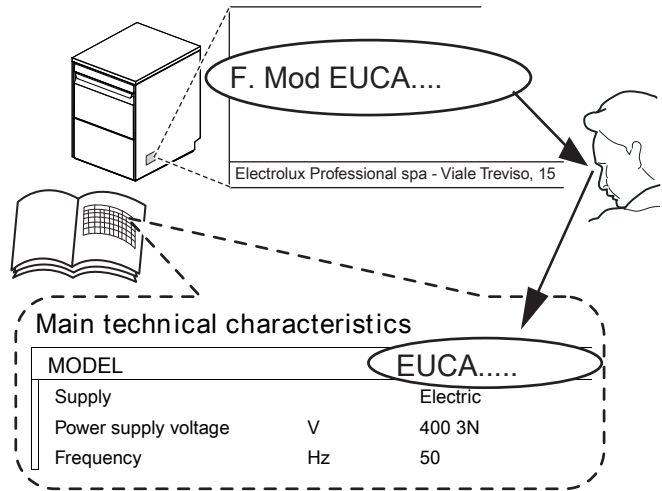 F. Mod EUCA....
Electrolux Professional spa - Viale Treviso, 15
Main technical characteristics
MODEL EUCA.....
Supply Electric
Power supply voltage V 400 3N
Frequency Hz 50